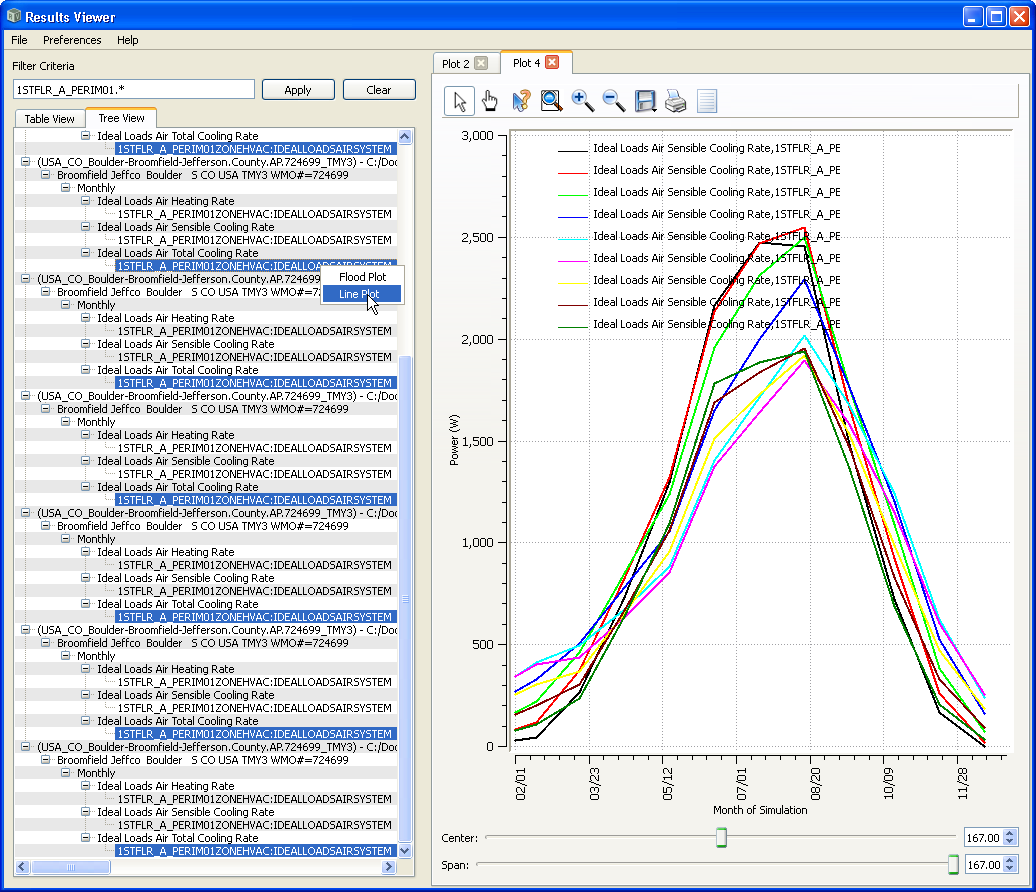 Results Viewer
File Preferences Help
Filter Criteria
1STFLR_A_PERIM01.*
Apply
Clear
Table View
Tree View
Ideal Loads Air Total Cooling Rate
1STFLR_A_PERIM01ZONEHVAC:IDEALLOADSAIRSYSTEM
(USA_CO_Boulder-Broomfield-Jefferson.County.AP.724699_TMY3) - C:/Doc
Broomfield Jeffco Boulder S CO USA TMY3 WMO#=724699
Monthly
Ideal Loads Air Heating Rate
1STFLR_A_PERIM01ZONEHVAC:IDEALLOADSAIRSYSTEM
Ideal Loads Air Sensible Cooling Rate
1STFLR_A_PERIM01ZONEHVAC:IDEALLOADSAIRSYSTEM
Ideal Loads Air Total Cooling Rate
1STFLR_A_PERIM01ZONEHVAC:IDEALLOADSAIRSYSTEM
(USA_CO_Boulder-Broomfield-Jefferson.County.AP.724699
Broomfield Jeffco Boulder S CO USA TMY3 WMO#=7
Monthly
Ideal Loads Air Heating Rate
1STFLR_A_PERIM01ZONEHVAC:IDEALLOADSAIRSYSTEM
Ideal Loads Air Sensible Cooling Rate
1STFLR_A_PERIM01ZONEHVAC:IDEALLOADSAIRSYSTEM
Ideal Loads Air Total Cooling Rate
1STFLR_A_PERIM01ZONEHVAC:IDEALLOADSAIRSYSTEM
(USA_CO_Boulder-Broomfield-Jefferson.County.AP.724699_TMY3) - C:/Doc
Broomfield Jeffco Boulder S CO USA TMY3 WMO#=724699
Monthly
Ideal Loads Air Heating Rate
1STFLR_A_PERIM01ZONEHVAC:IDEALLOADSAIRSYSTEM
Ideal Loads Air Sensible Cooling Rate
1STFLR_A_PERIM01ZONEHVAC:IDEALLOADSAIRSYSTEM
Ideal Loads Air Total Cooling Rate
1STFLR_A_PERIM01ZONEHVAC:IDEALLOADSAIRSYSTEM
(USA_CO_Boulder-Broomfield-Jefferson.County.AP.724699_TMY3) - C:/Doc
Broomfield Jeffco Boulder S CO USA TMY3 WMO#=724699
Monthly
Ideal Loads Air Heating Rate
1STFLR_A_PERIM01ZONEHVAC:IDEALLOADSAIRSYSTEM
Ideal Loads Air Sensible Cooling Rate
1STFLR_A_PERIM01ZONEHVAC:IDEALLOADSAIRSYSTEM
Ideal Loads Air Total Cooling Rate
1STFLR_A_PERIM01ZONEHVAC:IDEALLOADSAIRSYSTEM
(USA_CO_Boulder-Broomfield-Jefferson.County.AP.724699_TMY3) - C:/Doc
Broomfield Jeffco Boulder S CO USA TMY3 WMO#=724699
Monthly
Ideal Loads Air Heating Rate
1STFLR_A_PERIM01ZONEHVAC:IDEALLOADSAIRSYSTEM
Ideal Loads Air Sensible Cooling Rate
1STFLR_A_PERIM01ZONEHVAC:IDEALLOADSAIRSYSTEM
Ideal Loads Air Total Cooling Rate
1STFLR_A_PERIM01ZONEHVAC:IDEALLOADSAIRSYSTEM
(USA_CO_Boulder-Broomfield-Jefferson.County.AP.724699_TMY3) - C:/Doc
Broomfield Jeffco Boulder S CO USA TMY3 WMO#=724699
Monthly
Ideal Loads Air Heating Rate
1STFLR_A_PERIM01ZONEHVAC:IDEALLOADSAIRSYSTEM
Ideal Loads Air Sensible Cooling Rate
1STFLR_A_PERIM01ZONEHVAC:IDEALLOADSAIRSYSTEM
Ideal Loads Air Total Cooling Rate
1STFLR_A_PERIM01ZONEHVAC:IDEALLOADSAIRSYSTEM
Flood Plot
Line Plot
Plot 2
Plot 4
Ideal Loads Air Sensible Cooling Rate,1STFLR_A_PE
Ideal Loads Air Sensible Cooling Rate,1STFLR_A_PE
Ideal Loads Air Sensible Cooling Rate,1STFLR_A_PE
Ideal Loads Air Sensible Cooling Rate,1STFLR_A_PE
Ideal Loads Air Sensible Cooling Rate,1STFLR_A_PE
Ideal Loads Air Sensible Cooling Rate,1STFLR_A_PE
Ideal Loads Air Sensible Cooling Rate,1STFLR_A_PE
Ideal Loads Air Sensible Cooling Rate,1STFLR_A_PE
Ideal Loads Air Sensible Cooling Rate,1STFLR_A_PE
3,000
2,500
2,000
1,500
1,000
500
0
Power (W)
02/01
03/23
05/12
07/01
08/20
10/09
11/28
Month of Simulation
Center:
167.00
Span:
167.00